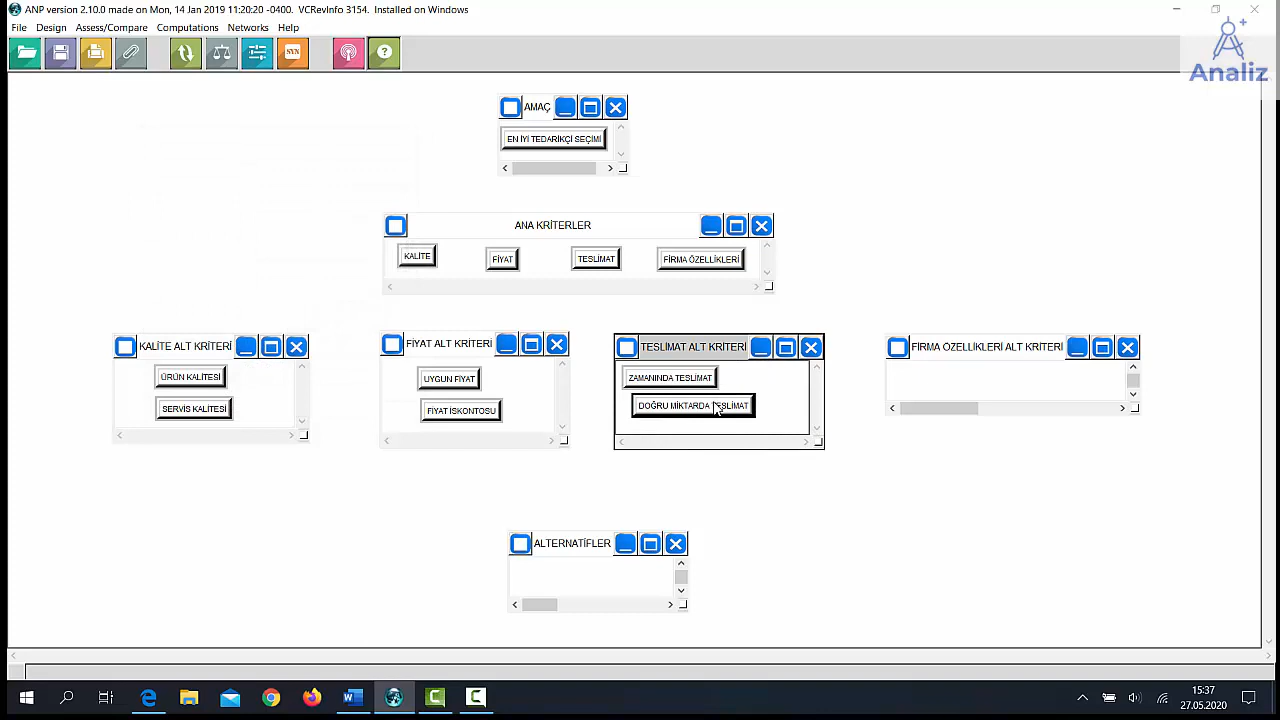 ANP version 2.10.0 made on Mon, 14 Jan 2019 11:20:20 -0400. VCRevInfo 3154. Installed on Windows
File Design Assess/Compare Computations Networks Help
SYN
?
Analiz
AMAÇ
EN İYİ TEDARİKÇİ SEÇİMİ
ANA KRİTERLER
KALİTE
FİYAT
TESLİMAT
FİRMA ÖZELLİKLERİ
KALİTE ALT KRİTERİ
ÜRÜN KALİTESİ
SERVİS KALİTESİ
FİYAT ALT KRİTERİ
UYGUN FİYAT
FİYAT İSKONTOSU
TESLİMAT ALT KRİTERİ
ZAMANINDA TESLİMAT
DOĞRU MİKTARDA TESLİMAT
FİRMA ÖZELLİKLERİ ALT KRİTERİ
ALTERNATİFLER
15:37
27.05.2020